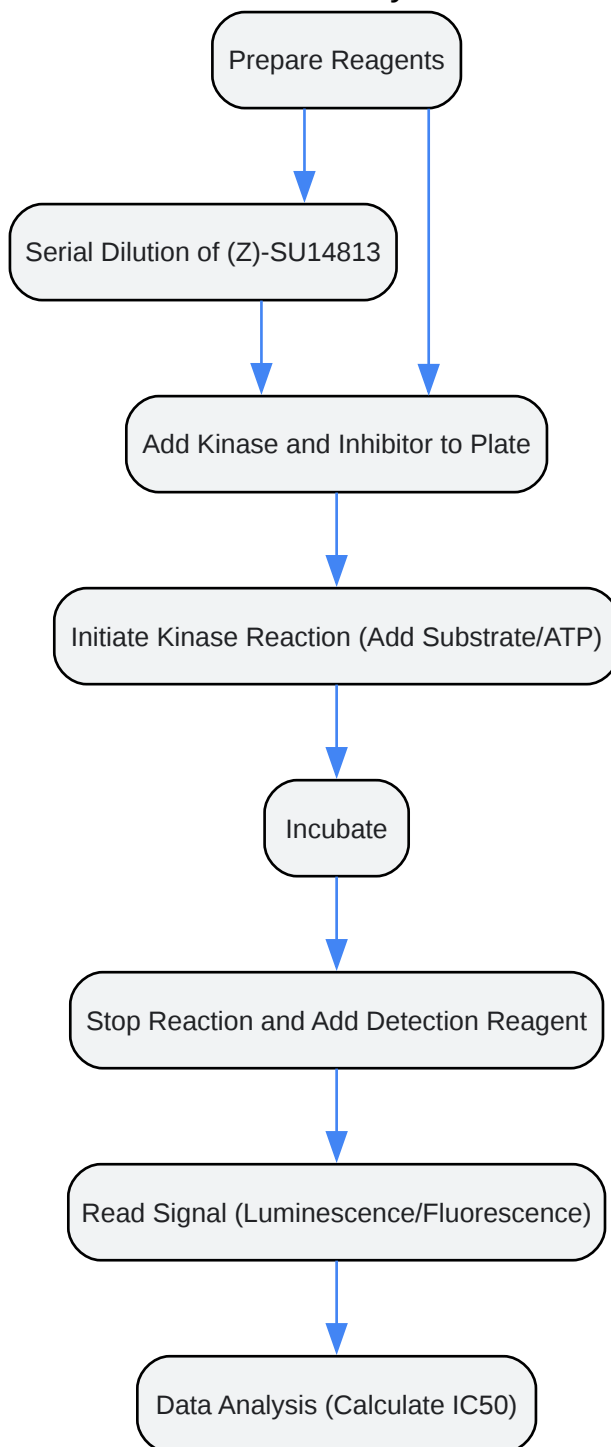 Prepare Reagents
Serial Dilution of (Z)-SU14813
Add Kinase and Inhibitor to Plate
Initiate Kinase Reaction (Add Substrate/ATP)
Incubate
Stop Reaction and Add Detection Reagent
Read Signal (Luminescence/Fluorescence)
Data Analysis (Calculate IC50)